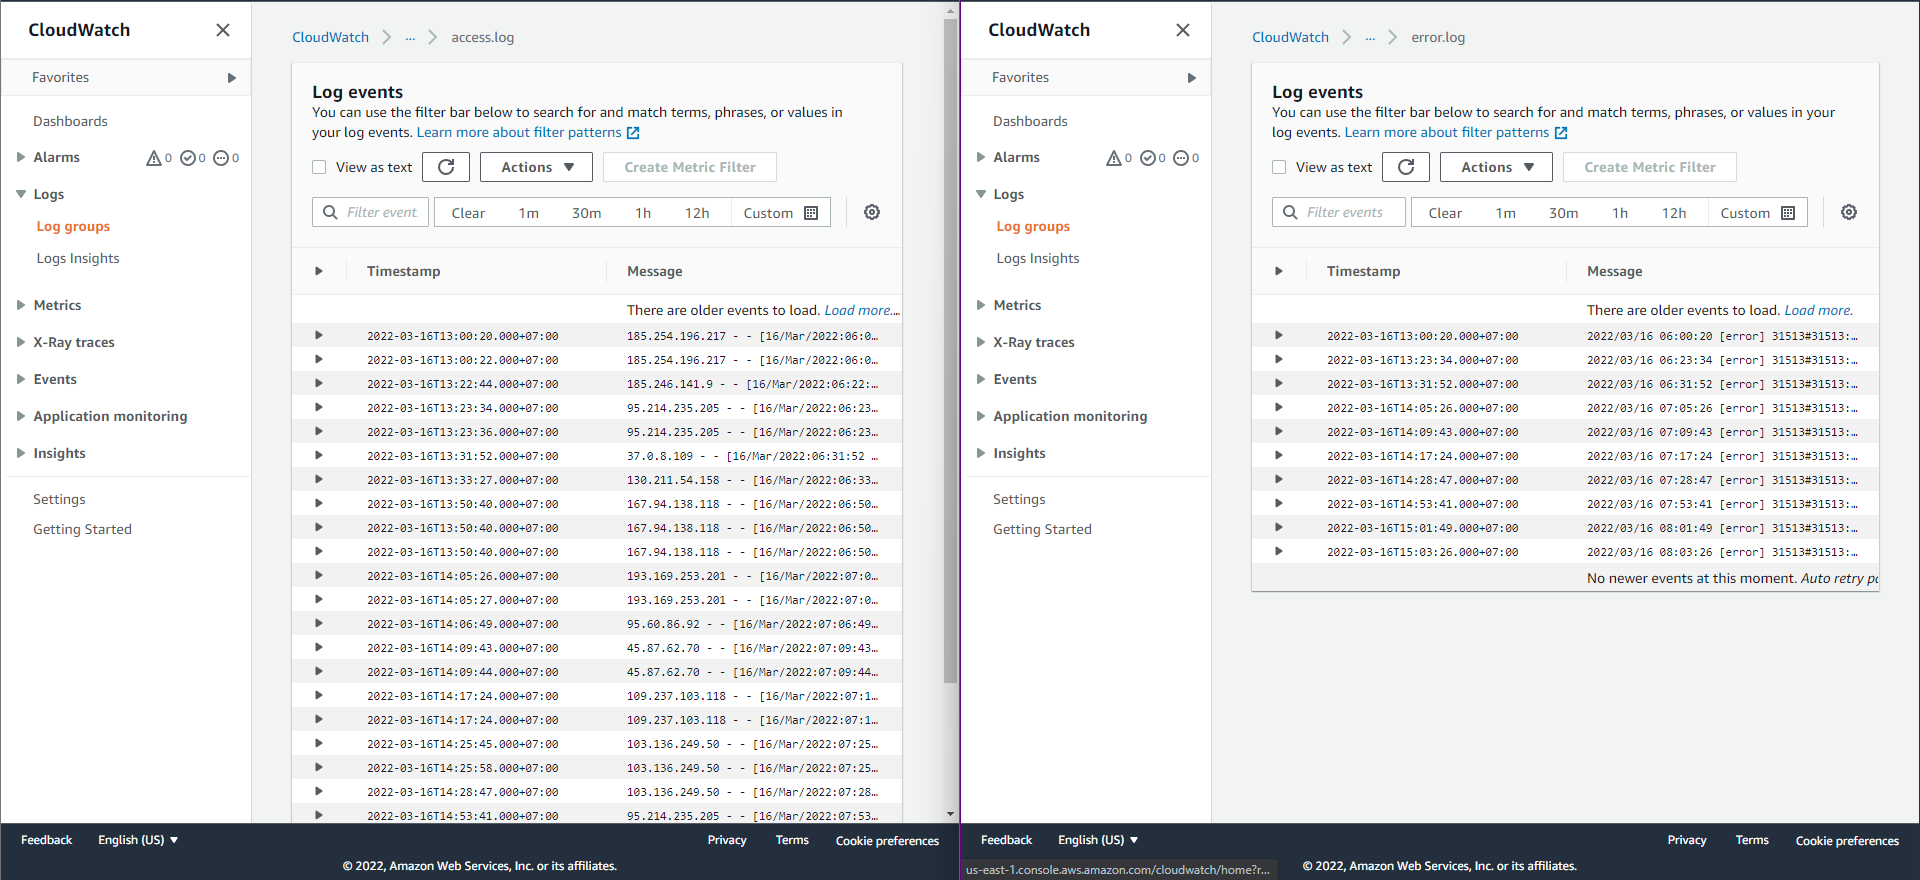 CloudWatch
Favorites
Dashboards
Alarms 0 0 0
Logs
Log groups
Logs Insights
Metrics
X-Ray traces
Events
Application monitoring
Insights
Settings
Getting Started
CloudWatch ... access.log
Log events
You can use the filter bar below to search for and match terms, phrases, or values in
your log events. Learn more about filter patterns
View as text Actions Create Metric Filter
Filter event Clear 1m 30m 1h 12h Custom
Timestamp Message
There are older events to load. Load more....
2022-03-16T13:00:20.000+07:00 185.254.196.217 - - [16/Mar/2022:06:0…
2022-03-16T13:00:22.000+07:00 185.254.196.217 - - [16/Mar/2022:06:0…
2022-03-16T13:22:44.000+07:00 185.246.141.9 - - [16/Mar/2022:06:22:…
2022-03-16T13:23:34.000+07:00 95.214.235.205 - - [16/Mar/2022:06:23…
2022-03-16T13:23:36.000+07:00 95.214.235.205 - - [16/Mar/2022:06:23…
2022-03-16T13:31:52.000+07:00 37.0.8.109 - - [16/Mar/2022:06:31:52 …
2022-03-16T13:33:27.000+07:00 130.211.54.158 - - [16/Mar/2022:06:33…
2022-03-16T13:50:40.000+07:00 167.94.138.118 - - [16/Mar/2022:06:50…
2022-03-16T13:50:40.000+07:00 167.94.138.118 - - [16/Mar/2022:06:50…
2022-03-16T13:50:40.000+07:00 167.94.138.118 - - [16/Mar/2022:06:50…
2022-03-16T14:05:26.000+07:00 193.169.253.201 - - [16/Mar/2022:07:0…
2022-03-16T14:05:27.000+07:00 193.169.253.201 - - [16/Mar/2022:07:0…
2022-03-16T14:06:49.000+07:00 95.60.86.92 - - [16/Mar/2022:07:06:49…
2022-03-16T14:09:43.000+07:00 45.87.62.70 - - [16/Mar/2022:07:09:43…
2022-03-16T14:09:44.000+07:00 45.87.62.70 - - [16/Mar/2022:07:09:44…
2022-03-16T14:17:24.000+07:00 109.237.103.118 - - [16/Mar/2022:07:1…
2022-03-16T14:17:24.000+07:00 109.237.103.118 - - [16/Mar/2022:07:1…
2022-03-16T14:25:45.000+07:00 103.136.249.50 - - [16/Mar/2022:07:25…
2022-03-16T14:25:58.000+07:00 103.136.249.50 - - [16/Mar/2022:07:25…
2022-03-16T14:28:47.000+07:00 103.136.249.50 - - [16/Mar/2022:07:28…
2022-03-16T14:53:41.000+07:00 95.214.235.205 - - [16/Mar/2022:07:53…
Feedback English (US) Privacy Terms Cookie preferences
© 2022, Amazon Web Services, Inc. or its affiliates.
CloudWatch
Favorites
Dashboards
Alarms 0 0 0
Logs
Log groups
Logs Insights
Metrics
X-Ray traces
Events
Application monitoring
Insights
Settings
Getting Started
CloudWatch ... error.log
Log events
You can use the filter bar below to search for and match terms, phrases, or values in your
log events. Learn more about filter patterns
View as text Actions Create Metric Filter
Filter events Clear 1m 30m 1h 12h Custom
Timestamp Message
There are older events to load. Load more.
2022-03-16T13:00:20.000+07:00 2022/03/16 06:00:20 [error] 31513#31513:…
2022-03-16T13:23:34.000+07:00 2022/03/16 06:23:34 [error] 31513#31513:…
2022-03-16T13:31:52.000+07:00 2022/03/16 06:31:52 [error] 31513#31513:…
2022-03-16T14:05:26.000+07:00 2022/03/16 07:05:26 [error] 31513#31513:…
2022-03-16T14:09:43.000+07:00 2022/03/16 07:09:43 [error] 31513#31513:…
2022-03-16T14:17:24.000+07:00 2022/03/16 07:17:24 [error] 31513#31513:…
2022-03-16T14:28:47.000+07:00 2022/03/16 07:28:47 [error] 31513#31513:…
2022-03-16T14:53:41.000+07:00 2022/03/16 07:53:41 [error] 31513#31513:…
2022-03-16T15:01:49.000+07:00 2022/03/16 08:01:49 [error] 31513#31513:…
2022-03-16T15:03:26.000+07:00 2022/03/16 08:03:26 [error] 31513#31513:…
No newer events at this moment. Auto retry
Feedback English (US) Privacy Terms Cookie preferences
us-east-1.console.aws.amazon.com/cloudwatch/home?r...
© 2022, Amazon Web Services, Inc. or its affiliates.